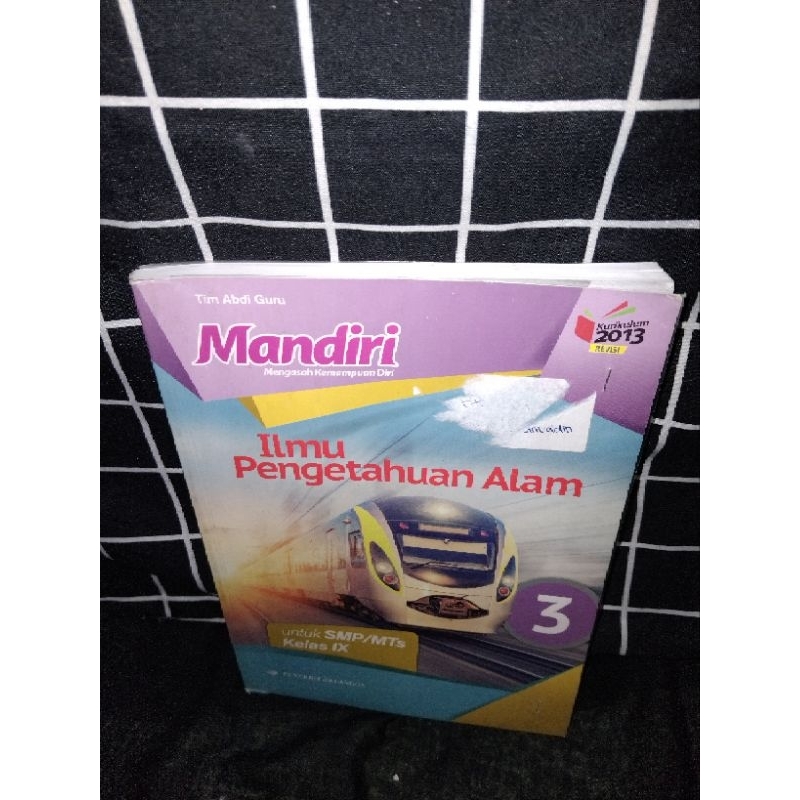 Tim Abdi Guru
Mandiri
Mengasah Kemampuan Diri
Kurikulum
2013
REVISI
Ilmu
Pengetahuan Alam
3
untuk SMP/MTs
Kelas IX